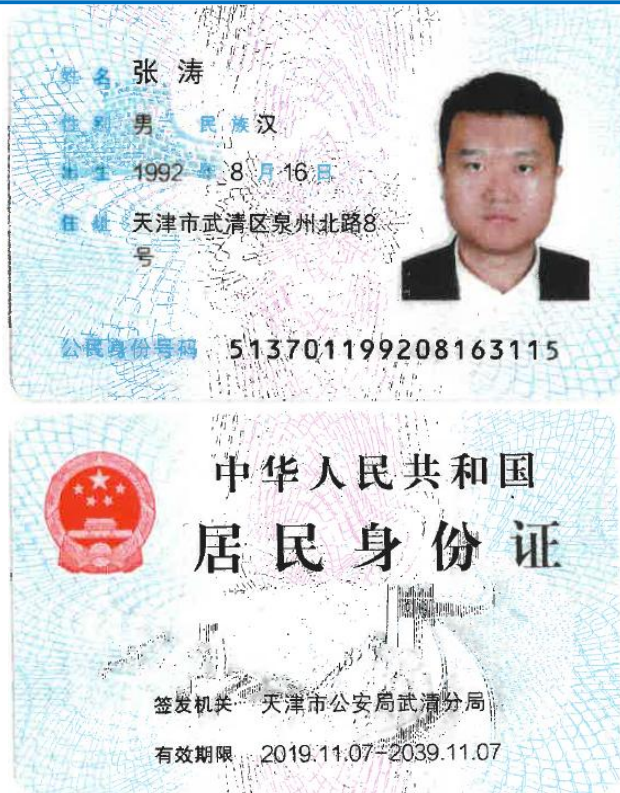 姓名 张涛
性别 男 民族 汉
出生 1992 年 8 月 16 日
住址 天津市武清区泉州北路8
号
公民身份号码 513701199208163115
中华人民共和国
居民身份证
签发机关 天津市公安局武清分局
有效期限 2019.11.07-2039.11.07